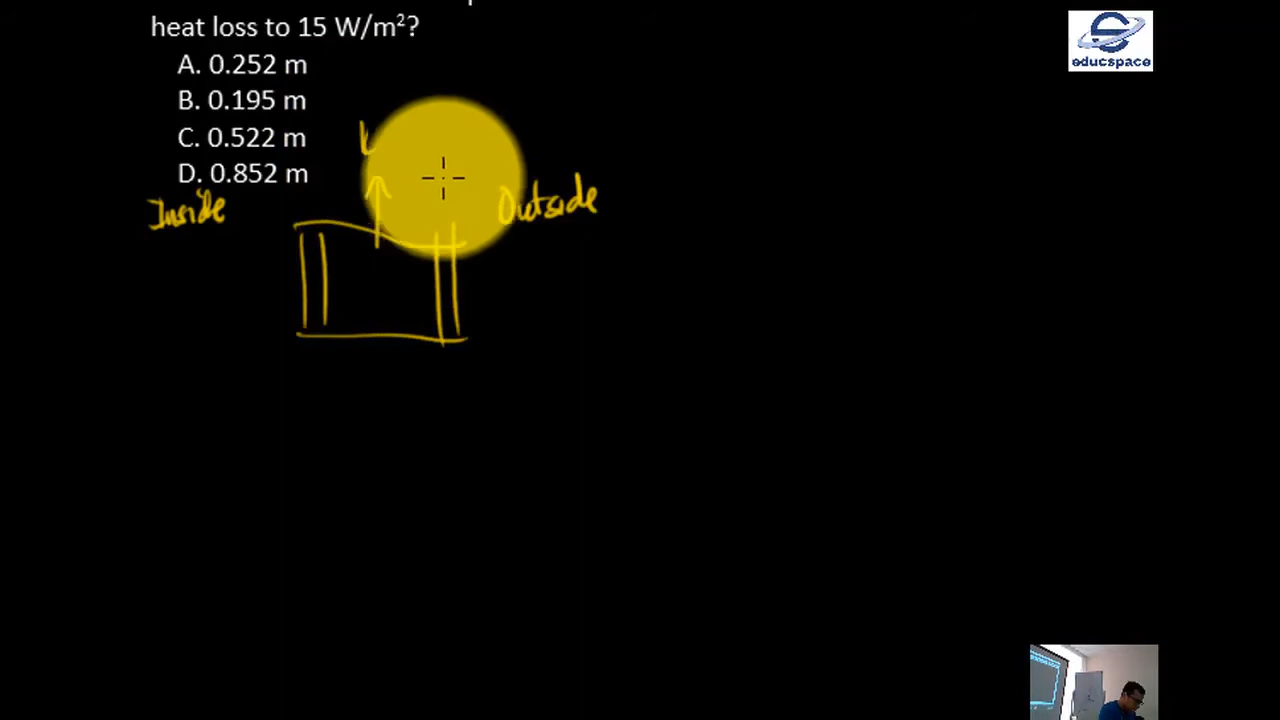 heat loss to 15 W/m²?
A. 0.252 m
B. 0.195 m
C. 0.522 m
D. 0.852 m
Inside
Outside
educspace